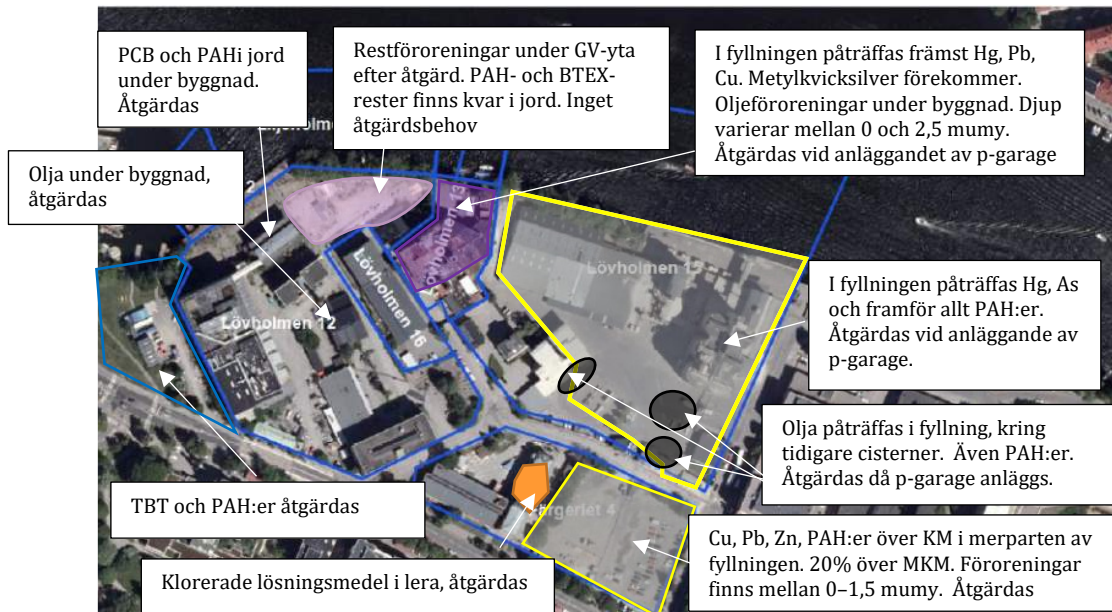 PCB och PAHi jord
under byggnad.
Åtgärdas
Restföroreningar under GV-yta
efter åtgärd. PAH- och BTEX-
rester finns kvar i jord. Inget
åtgärdsbehov
I fyllningen påträffas främst Hg, Pb,
Cu. Metylkvicksilver förekommer.
Oljeföroreningar under byggnad. Djup
varierar mellan 0 och 2,5 mumy.
Åtgärdas vid anläggandet av p-garage
Olja under byggnad,
åtgärdas
Lövholmen 13
Lövholmen 15
Lövholmen 12
Lövholmen 16
I fyllningen påträffas Hg, As
och framför allt PAH:er.
Åtgärdas vid anläggande av
p-garage.
Olja påträffas i fyllning, kring
tidigare cisterner. Även PAH:er.
Åtgärdas då p-garage anläggs.
TBT och PAH:er åtgärdas
Klorerade lösningsmedel i lera, åtgärdas
Cu, Pb, Zn, PAH:er över KM i merparten av
fyllningen. 20% över MKM. Föroreningar
finns mellan 0–1,5 mumy.  Åtgärdas